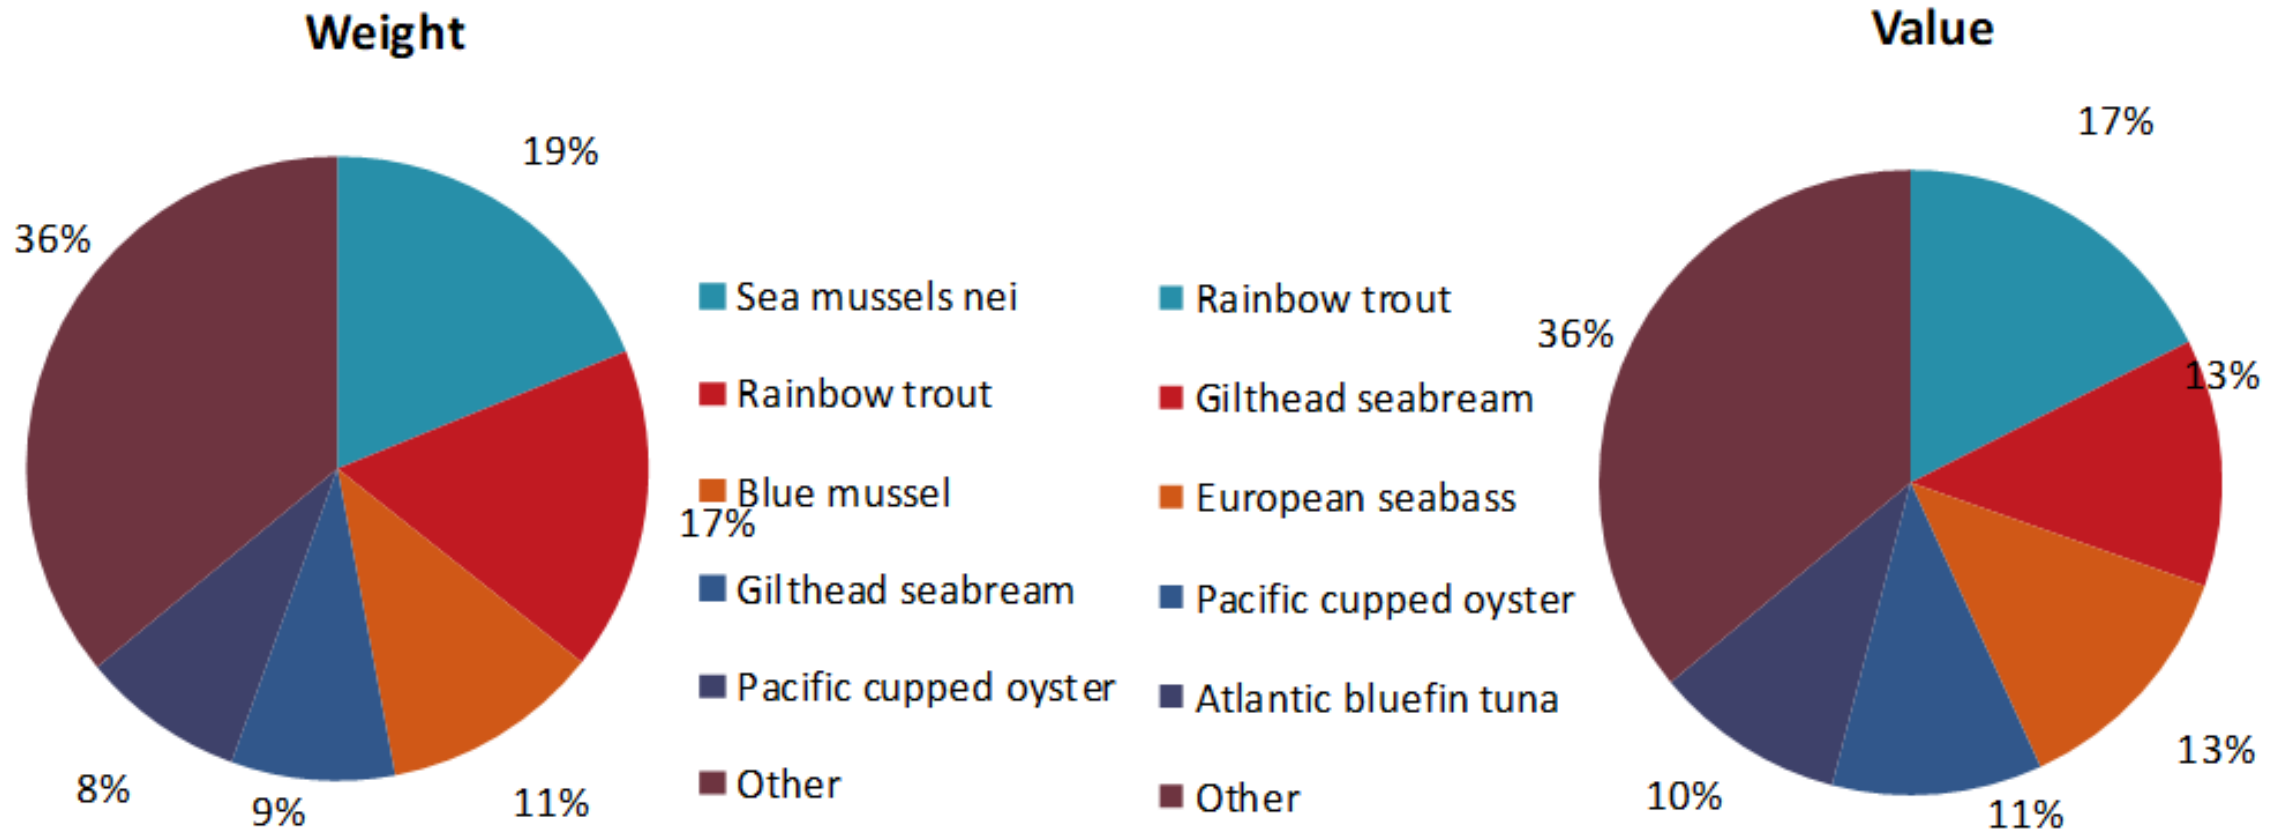 Weight
19%
36%
Sea mussels nei
Rainbow trout
Blue mussel
17%
Gilthead seabream
Pacific cupped oyster
Other
8%
9%
11%
Value
17%
Rainbow trout
36%
13%
Gilthead seabream
European seabass
Pacific cupped oyster
Atlantic bluefin tuna
Other
13%
10%
11%